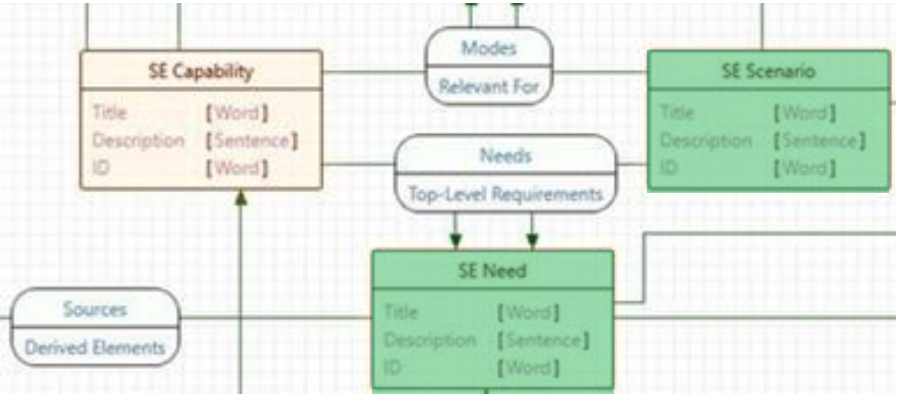 Modes
Relevant For
SE Capability
Title [Word]
Description [Sentence]
ID [Word]
SE Scenario
Title [Word]
Description [Sentence]
ID [Word]
Needs
Top-Level Requirements
SE Need
Title [Word]
Description [Sentence]
ID [Word]
Sources
Derived Elements